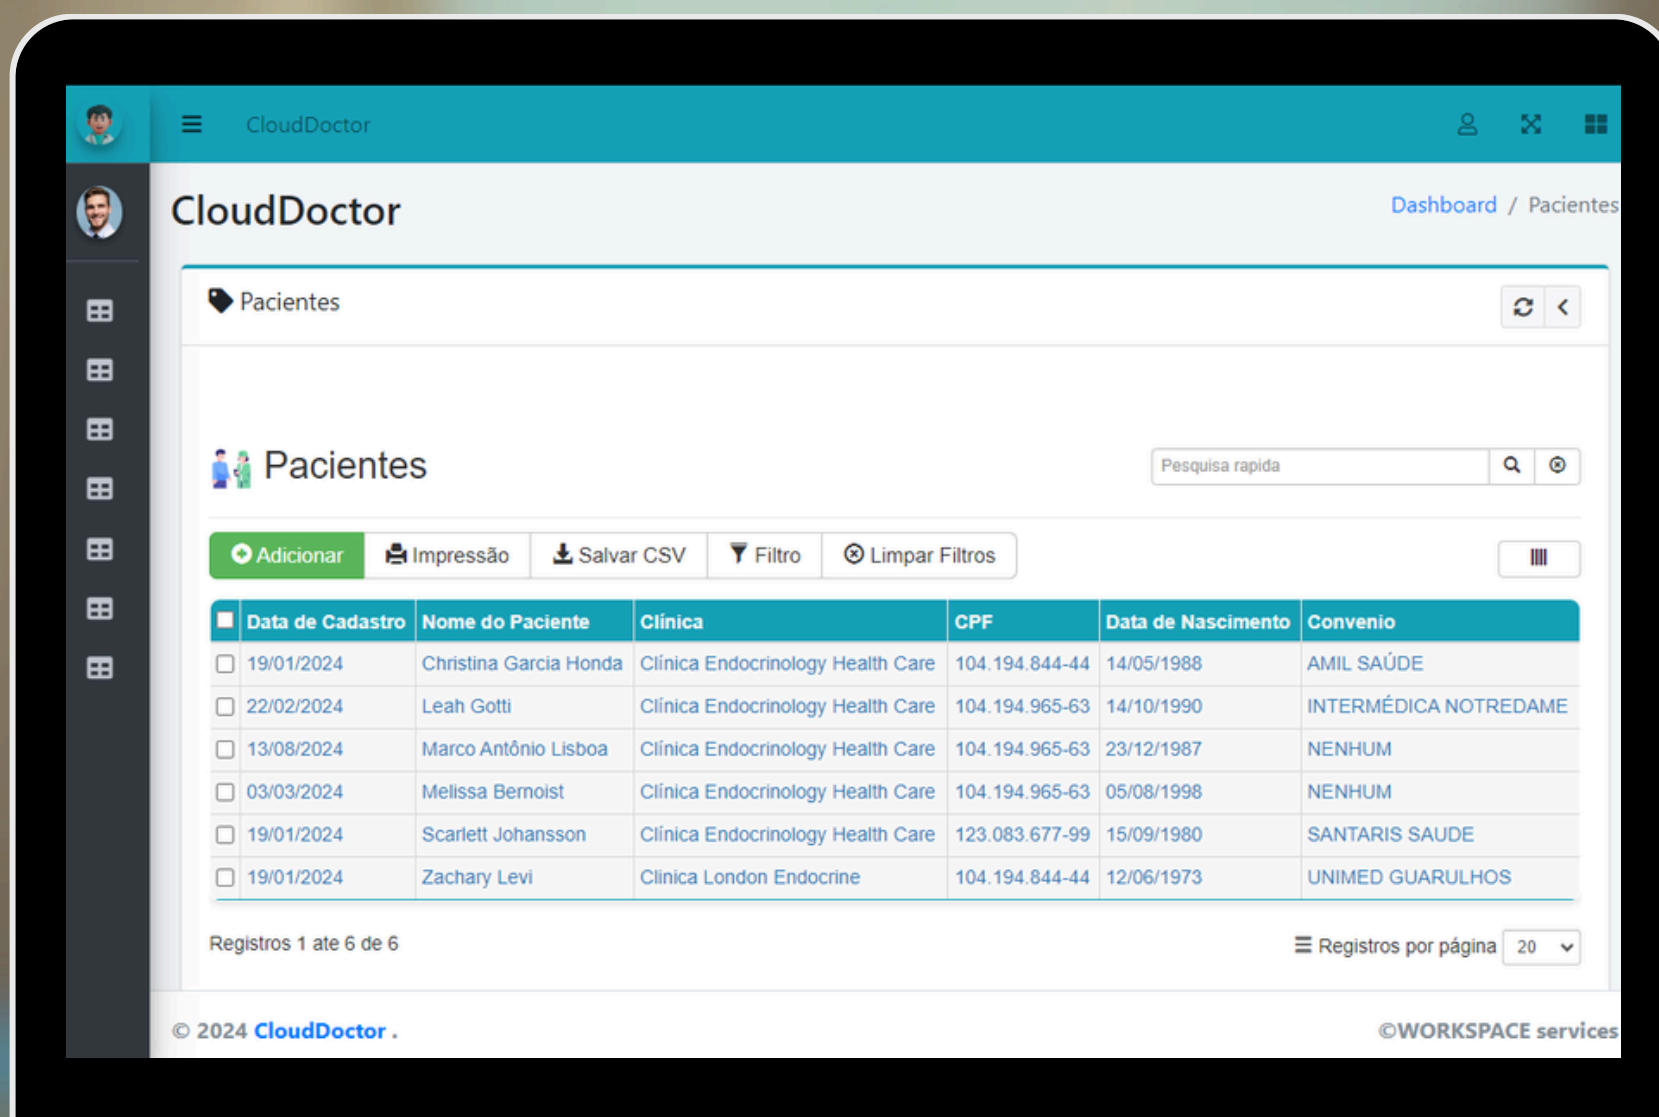 CloudDoctor
CloudDoctor
Dashboard / Pacientes
Pacientes
Pacientes
Pesquisa rapida
Adicionar Impressão Salvar CSV Filtro Limpar Filtros
Data de Cadastro Nome do Paciente Clínica CPF Data de Nascimento Convenio
19/01/2024 Christina Garcia Honda Clínica Endocrinology Health Care 104.194.844-44 14/05/1988 AMIL SAÚDE
22/02/2024 Leah Gotti Clínica Endocrinology Health Care 104.194.965-63 14/10/1990 INTERMÉDICA NOTREDAME
13/08/2024 Marco Antônio Lisboa Clínica Endocrinology Health Care 104.194.965-63 23/12/1987 NENHUM
03/03/2024 Melissa Bernoist Clínica Endocrinology Health Care 104.194.965-63 05/08/1998 NENHUM
19/01/2024 Scarlett Johansson Clínica Endocrinology Health Care 123.083.677-99 15/09/1980 SANTARIS SAUDE
19/01/2024 Zachary Levi Clinica London Endocrine 104.194.844-44 12/06/1973 UNIMED GUARULHOS
Registros 1 ate 6 de 6
Registros por página 20
© 2024 CloudDoctor .
©WORKSPACE services